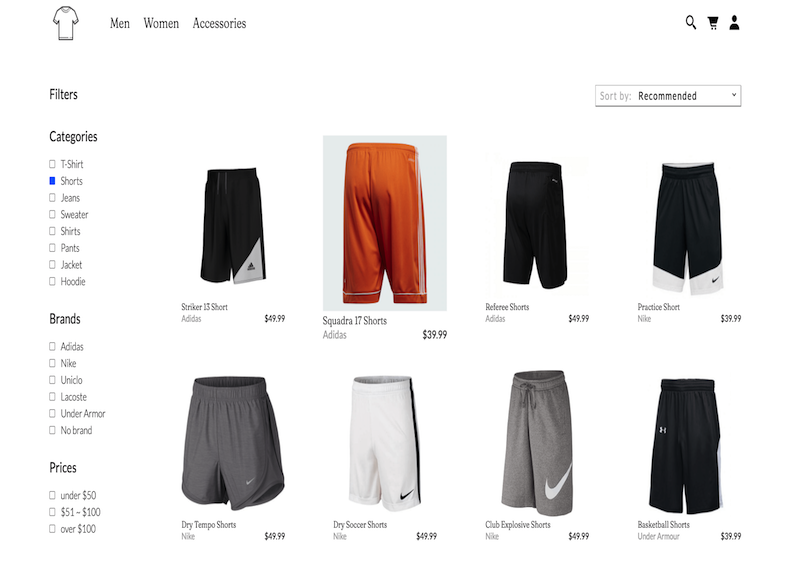 Men Women Accessories
Filters
Sort by: Recommended
Categories
T-Shirt
Shorts
Jeans
Sweater
Shirts
Pants
Jacket
Hoodie
Brands
Adidas
Nike
Uniclo
Lacoste
Under Armor
No brand
Prices
under $50
$51 ~ $100
over $100
Striker 13 Short
Adidas $49.99
Squadra 17 Shorts
Adidas $39.99
Referee Shorts
Adidas $49.99
Practice Short
Nike $39.99
Dry Tempo Shorts
Nike $49.99
Dry Soccer Shorts
Nike $49.99
Club Explosive Shorts
Nike $49.99
Basketball Shorts
Under Armour $39.99